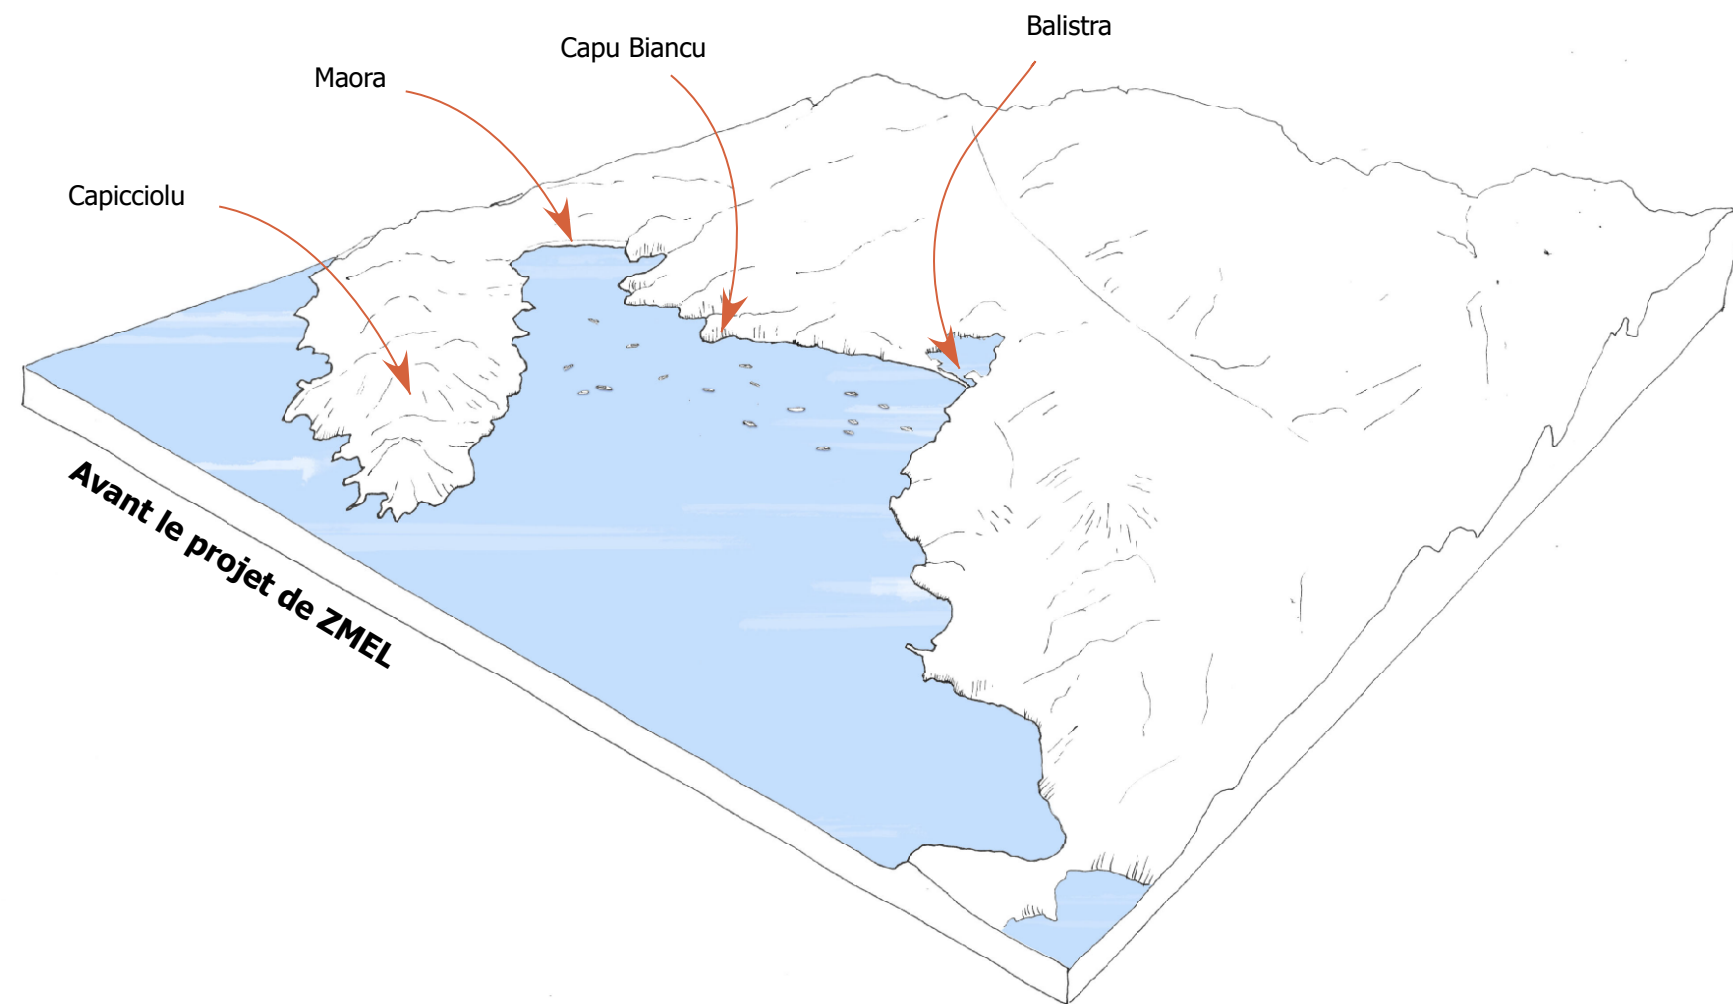 Balistra
Capu Biancu
Maora
Capicciolu
Avant le projet de ZMEL